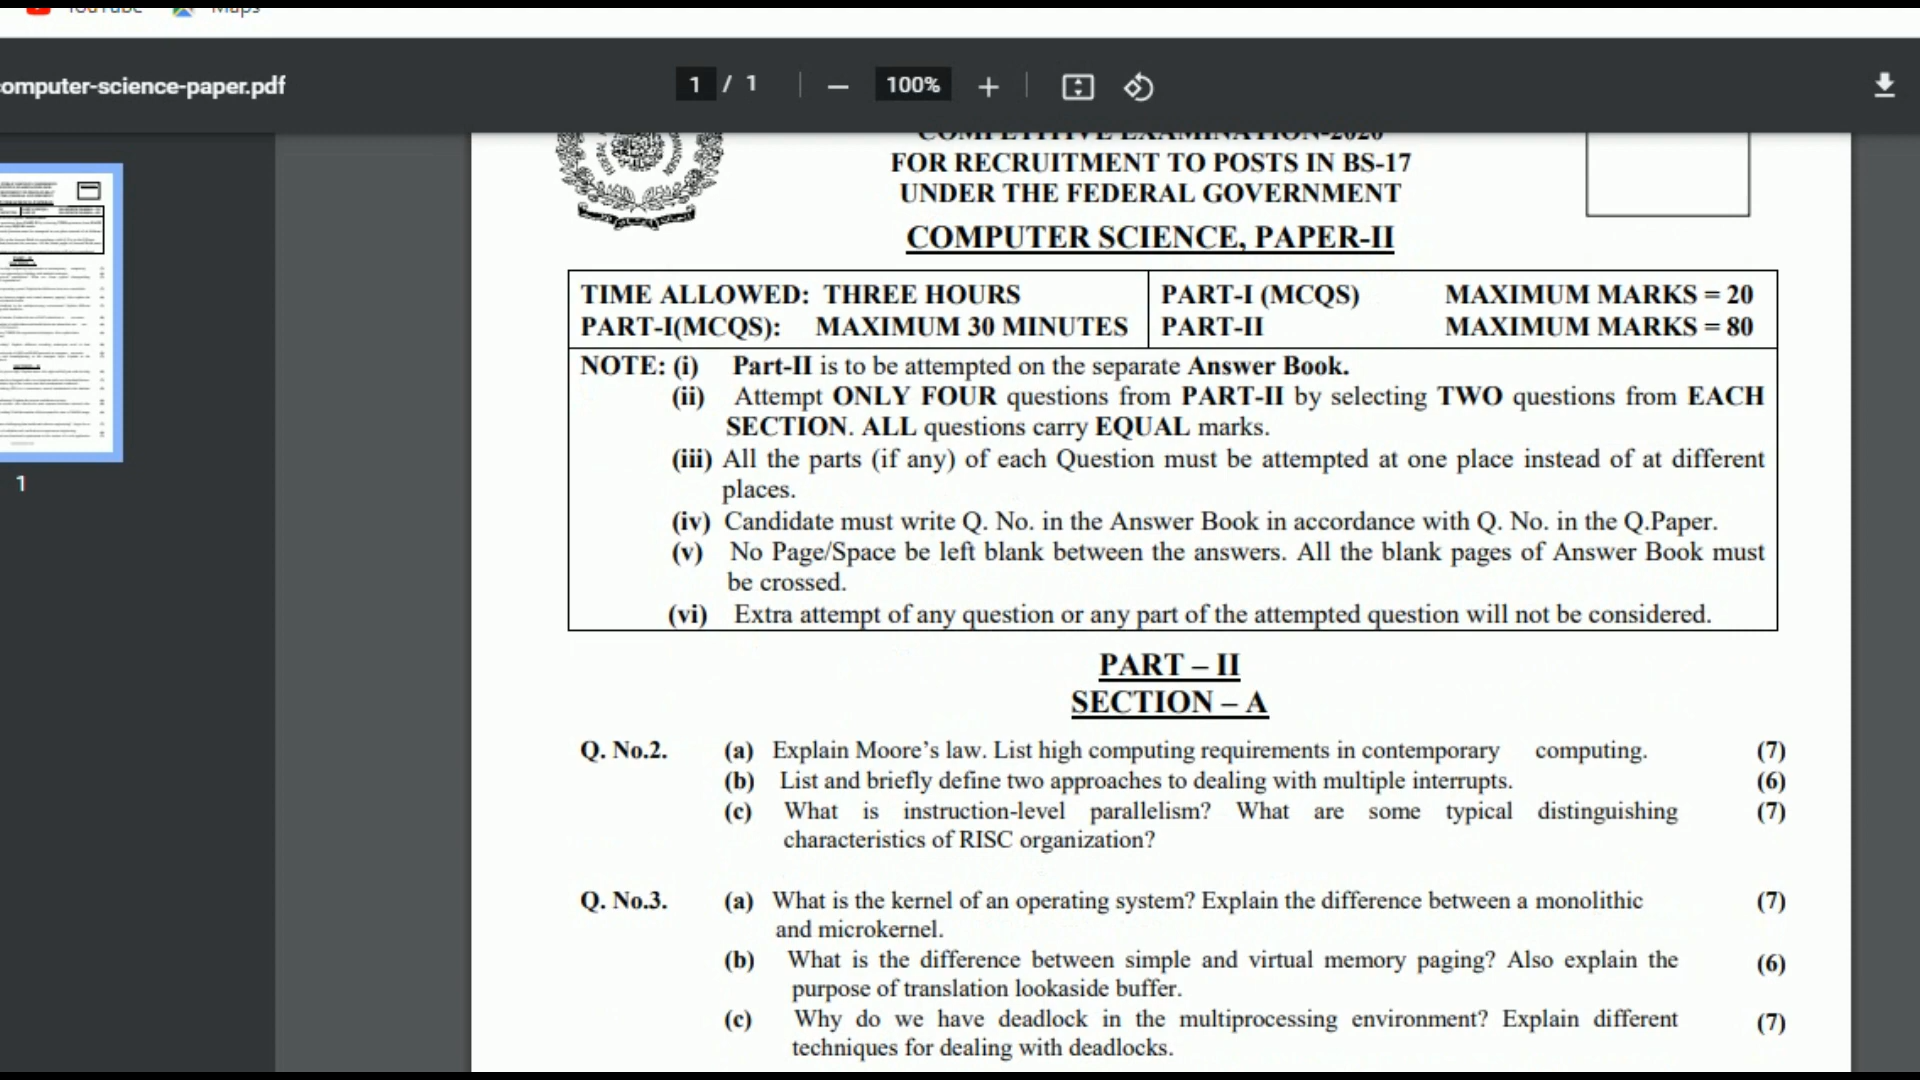 YouTube Maps
omputer-science-paper.pdf
1 / 1
100%
COMPETITIVE EXAMINATION-2020
FOR RECRUITMENT TO POSTS IN BS-17
UNDER THE FEDERAL GOVERNMENT
COMPUTER SCIENCE, PAPER-II
TIME ALLOWED: THREE HOURS PART-I (MCQS) MAXIMUM MARKS = 20
PART-I(MCQS): MAXIMUM 30 MINUTES PART-II MAXIMUM MARKS = 80
NOTE: (i) Part-II is to be attempted on the separate Answer Book.
(ii) Attempt ONLY FOUR questions from PART-II by selecting TWO questions from EACH
SECTION. ALL questions carry EQUAL marks.
(iii) All the parts (if any) of each Question must be attempted at one place instead of at different
places.
(iv) Candidate must write Q. No. in the Answer Book in accordance with Q. No. in the Q.Paper.
(v) No Page/Space be left blank between the answers. All the blank pages of Answer Book must
be crossed.
(vi) Extra attempt of any question or any part of the attempted question will not be considered.
1
PART – II
SECTION – A
Q. No.2. (a) Explain Moore’s law. List high computing requirements in contemporary computing. (7)
(b) List and briefly define two approaches to dealing with multiple interrupts. (6)
(c) What is instruction-level parallelism? What are some typical distinguishing (7)
characteristics of RISC organization?
Q. No.3. (a) What is the kernel of an operating system? Explain the difference between a monolithic (7)
and microkernel.
(b) What is the difference between simple and virtual memory paging? Also explain the (6)
purpose of translation lookaside buffer.
(c) Why do we have deadlock in the multiprocessing environment? Explain different (7)
techniques for dealing with deadlocks.